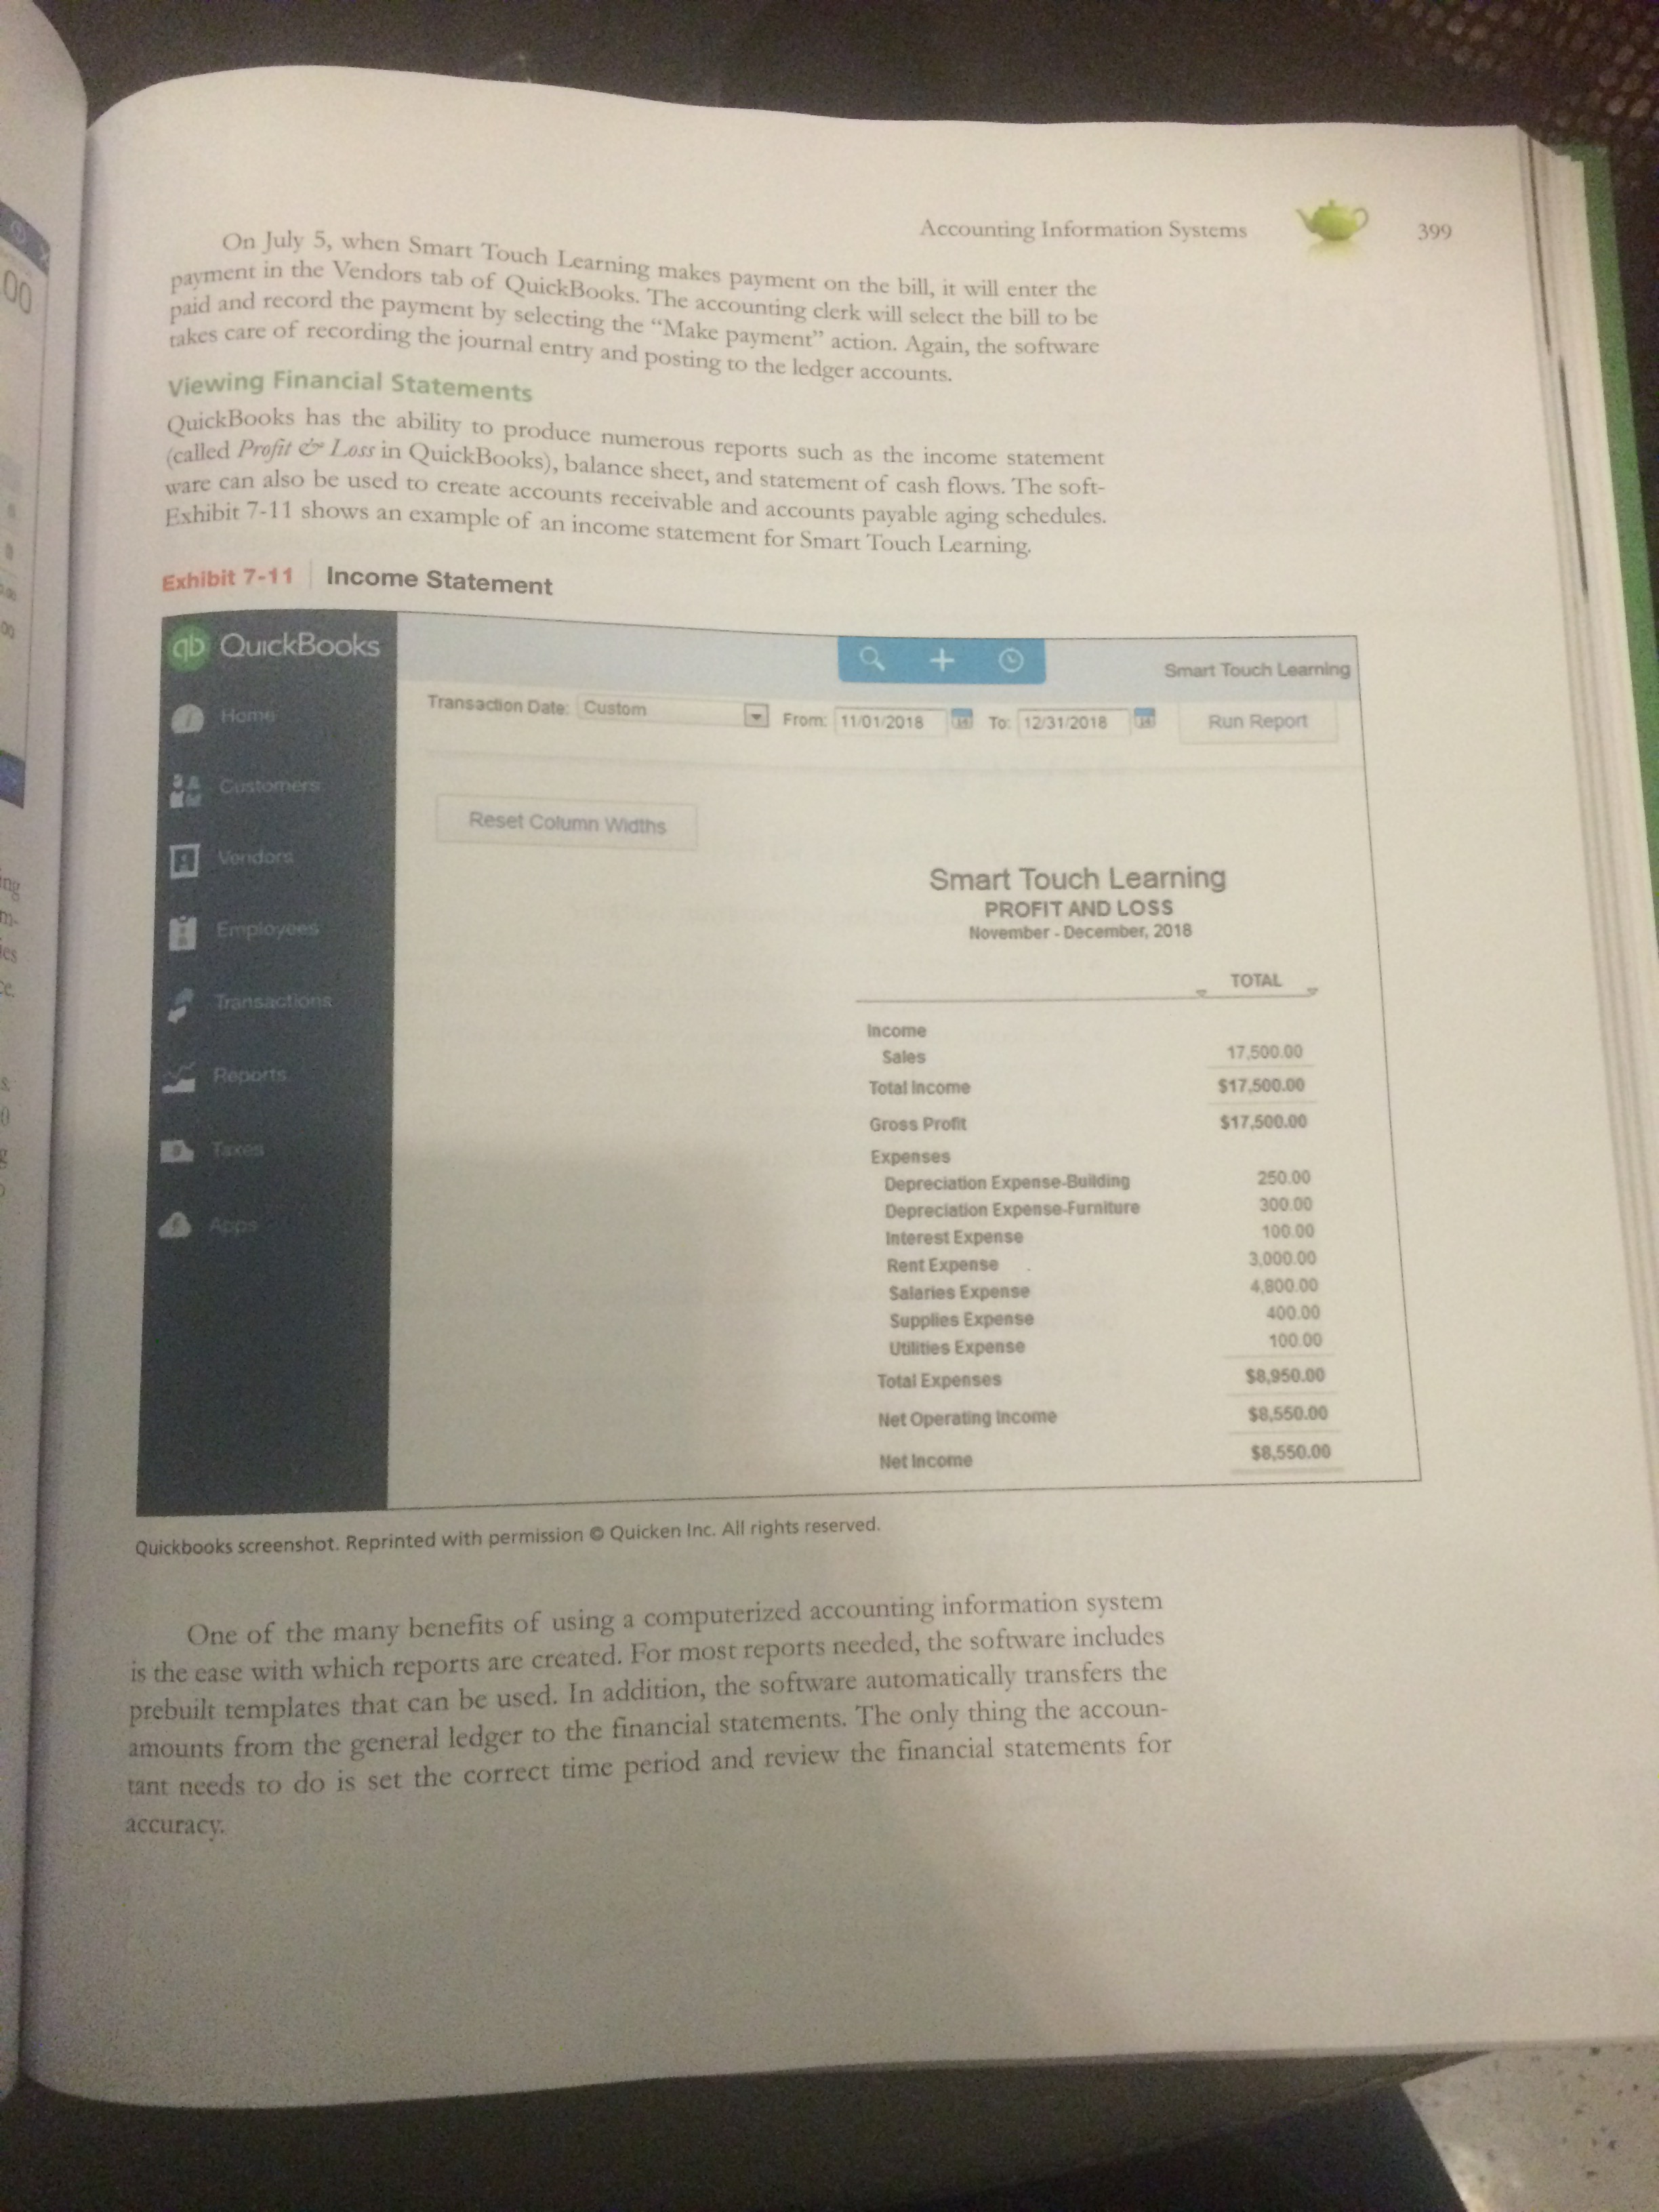 Accounting Information Systems 399
On July 5, when Smart Touch Learning makes payment on the bill, it will enter the
payment in the Vendors tab of QuickBooks. The accounting clerk will select the bill to be
paid and record the payment by selecting the “Make payment” action. Again, the software
takes care of recording the journal entry and posting to the ledger accounts.
Viewing Financial Statements
QuickBooks has the ability to produce numerous reports such as the income statement
(called Profit & Loss in QuickBooks), balance sheet, and statement of cash flows. The soft-
ware can also be used to create accounts receivable and accounts payable aging schedules.
Exhibit 7-11 shows an example of an income statement for Smart Touch Learning.
Exhibit 7-11 | Income Statement
qb QuickBooks
Smart Touch Learning
Home
Customers
Vendors
Employees
Transactions
Reports
Taxes
Apps
Transaction Date: Custom From: 11/01/2018 To: 12/31/2018 Run Report
Reset Column Widths
Smart Touch Learning
PROFIT AND LOSS
November - December, 2018
TOTAL
Income
Sales 17,500.00
Total Income $17,500.00
Gross Profit $17,500.00
Expenses
Depreciation Expense-Building 250.00
Depreciation Expense-Furniture 300.00
Interest Expense 100.00
Rent Expense 3,000.00
Salaries Expense 4,800.00
Supplies Expense 400.00
Utilities Expense 100.00
Total Expenses $8,950.00
Net Operating Income $8,550.00
Net Income $8,550.00
Quickbooks screenshot. Reprinted with permission © Quicken Inc. All rights reserved.
One of the many benefits of using a computerized accounting information system
is the ease with which reports are created. For most reports needed, the software includes
prebuilt templates that can be used. In addition, the software automatically transfers the
amounts from the general ledger to the financial statements. The only thing the accoun-
tant needs to do is set the correct time period and review the financial statements for
accuracy.